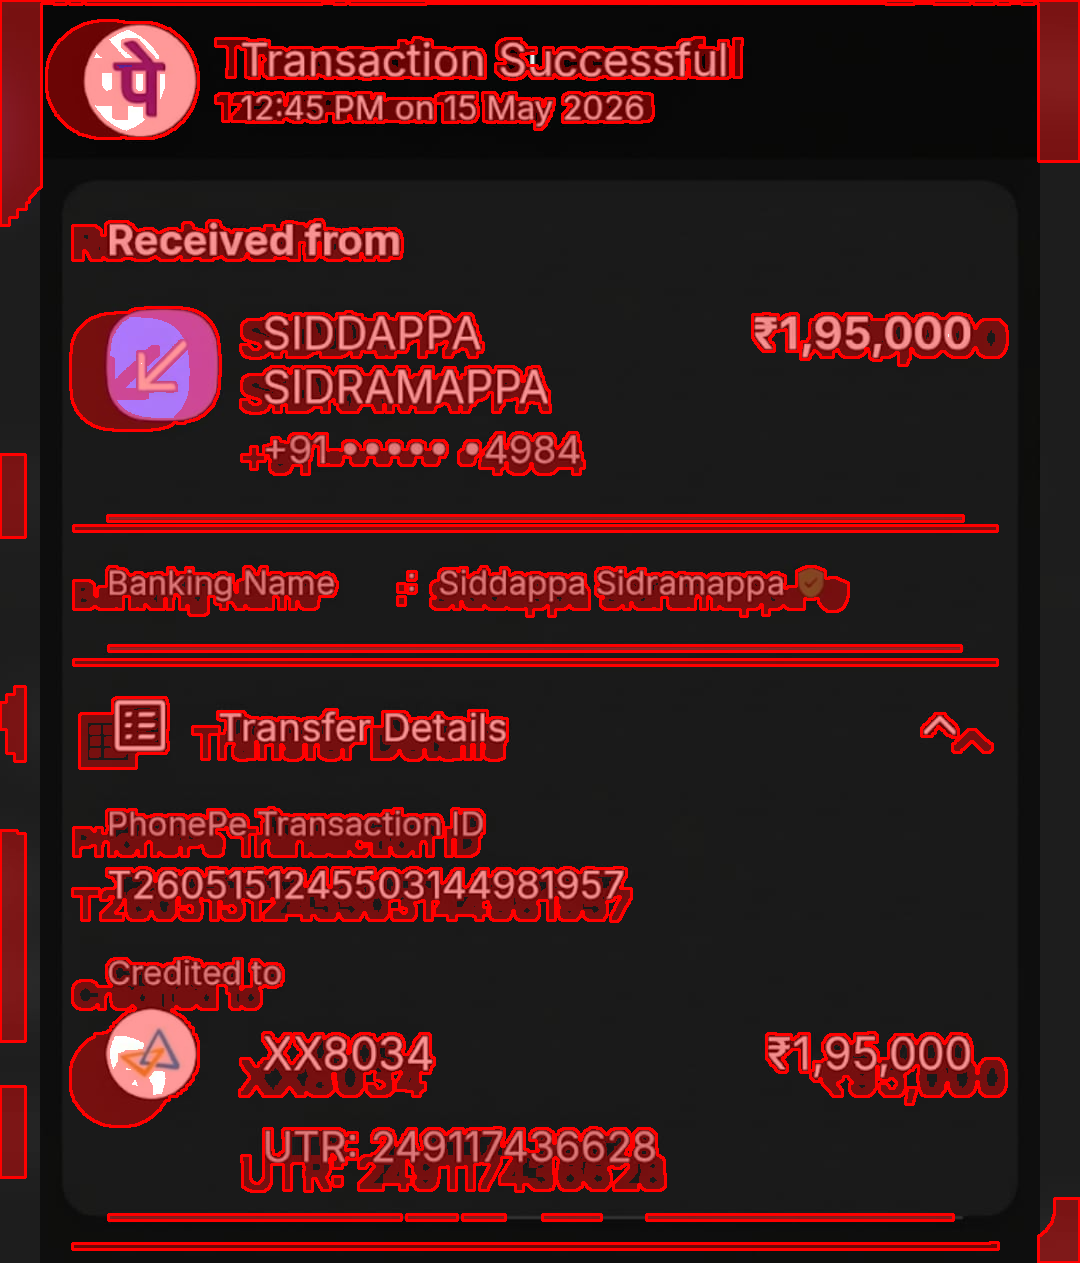 पे
Transaction Successful
12:45 PM on 15 May 2026
Received from
SIDDAPPA ₹1,95,000
SIDRAMAPPA
+91 ••••• •4984
Banking Name : Siddappa Sidramappa
Transfer Details
PhonePe Transaction ID
T2605151245503144981957
Credited to
XX8034 ₹1,95,000
UTR: 249117436628